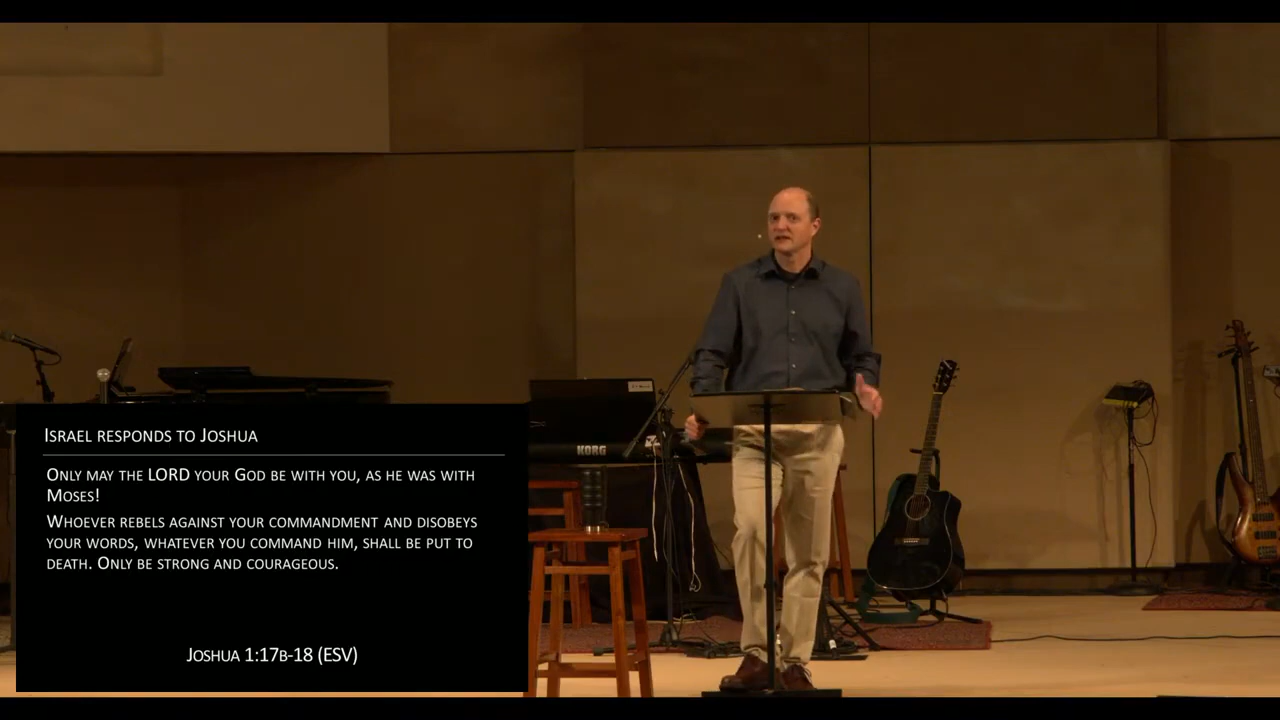 Israel responds to Joshua
Only may the LORD your God be with you, as he was with
Moses!
Whoever rebels against your commandment and disobeys
your words, whatever you command him, shall be put to
death. Only be strong and courageous.
Joshua 1:17b-18 (ESV)
KORG